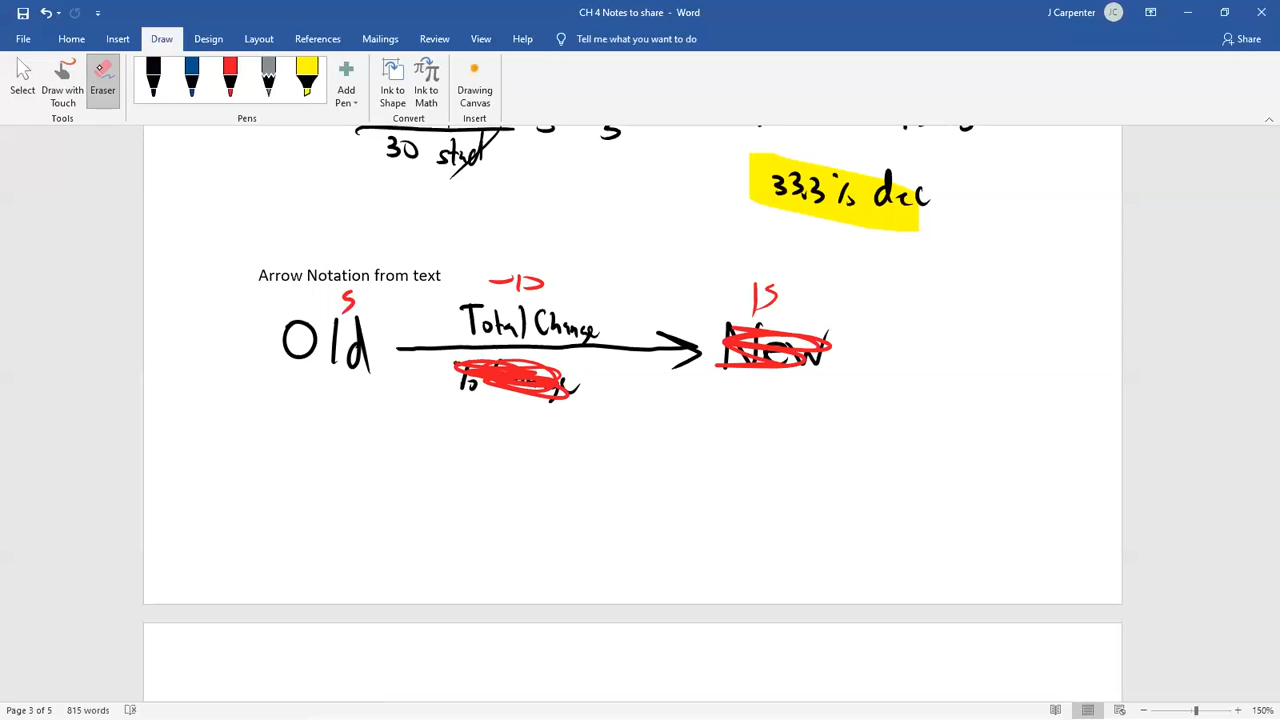 CH 4 Notes to share - Word
J Carpenter JC
File Home Insert Draw Design Layout References Mailings Review View Help Tell me what you want to do Share
Select Draw with Touch Eraser Add Pen Ink to Shape Ink to Math Drawing Canvas
Tools Pens Convert Insert
30 stud
33.3% dec
Arrow Notation from text
5 -10 15
Old Total Change New
Page 3 of 5 815 words 150%